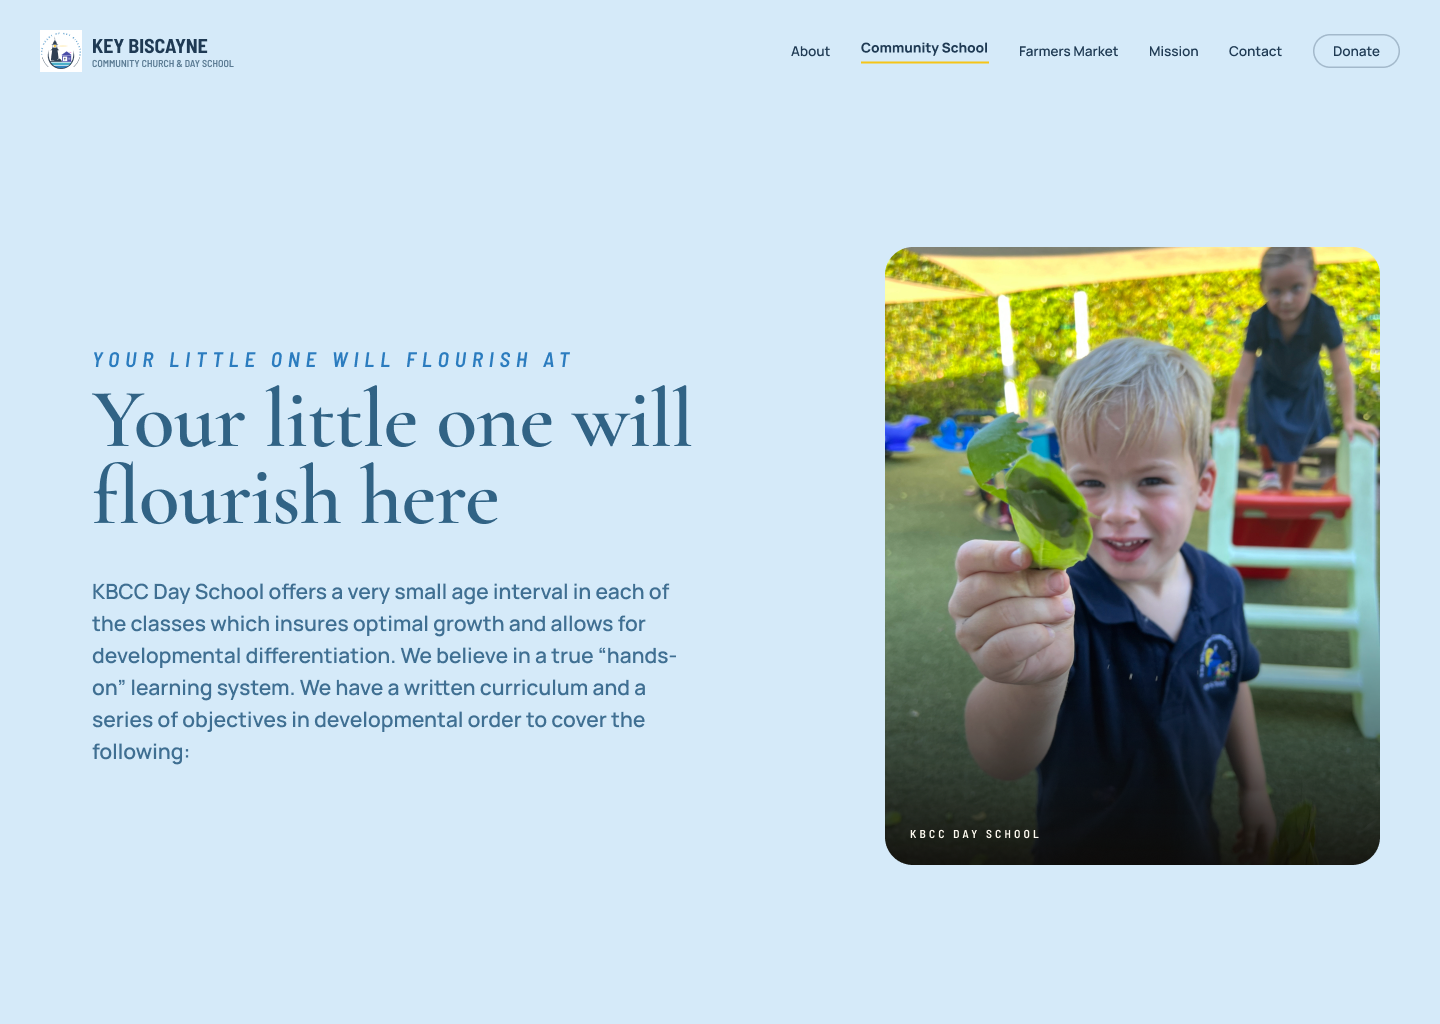 KEY BISCAYNE
COMMUNITY CHURCH & DAY SCHOOL
About
Community School
Farmers Market
Mission
Contact
Donate
YOUR LITTLE ONE WILL FLOURISH AT
Your little one will
flourish here
KBCC Day School offers a very small age interval in each of
the classes which insures optimal growth and allows for
developmental differentiation. We believe in a true “hands-
on” learning system. We have a written curriculum and a
series of objectives in developmental order to cover the
following:
KBCC DAY SCHOOL